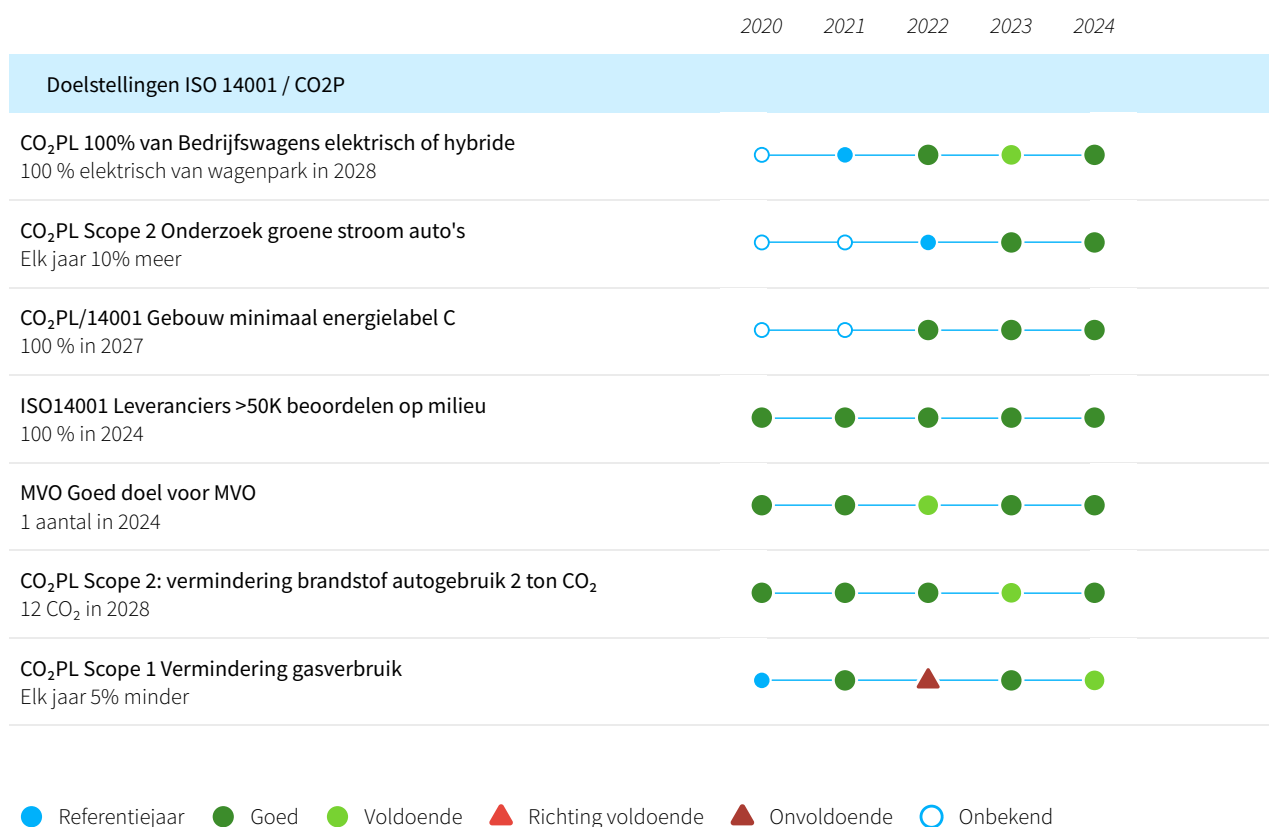 2020 2021 2022 2023 2024
Doelstellingen ISO 14001 / CO2P
CO₂PL 100% van Bedrijfswagens elektrisch of hybride
100 % elektrisch van wagenpark in 2028
CO₂PL Scope 2 Onderzoek groene stroom auto's
Elk jaar 10% meer
CO₂PL/14001 Gebouw minimaal energielabel C
100 % in 2027
ISO14001 Leveranciers >50K beoordelen op milieu
100 % in 2024
MVO Goed doel voor MVO
1 aantal in 2024
CO₂PL Scope 2: vermindering brandstof autogebruik 2 ton CO₂
12 CO₂ in 2028
CO₂PL Scope 1 Vermindering gasverbruik
Elk jaar 5% minder
Referentiejaar Goed Voldoende Richting voldoende Onvoldoende Onbekend